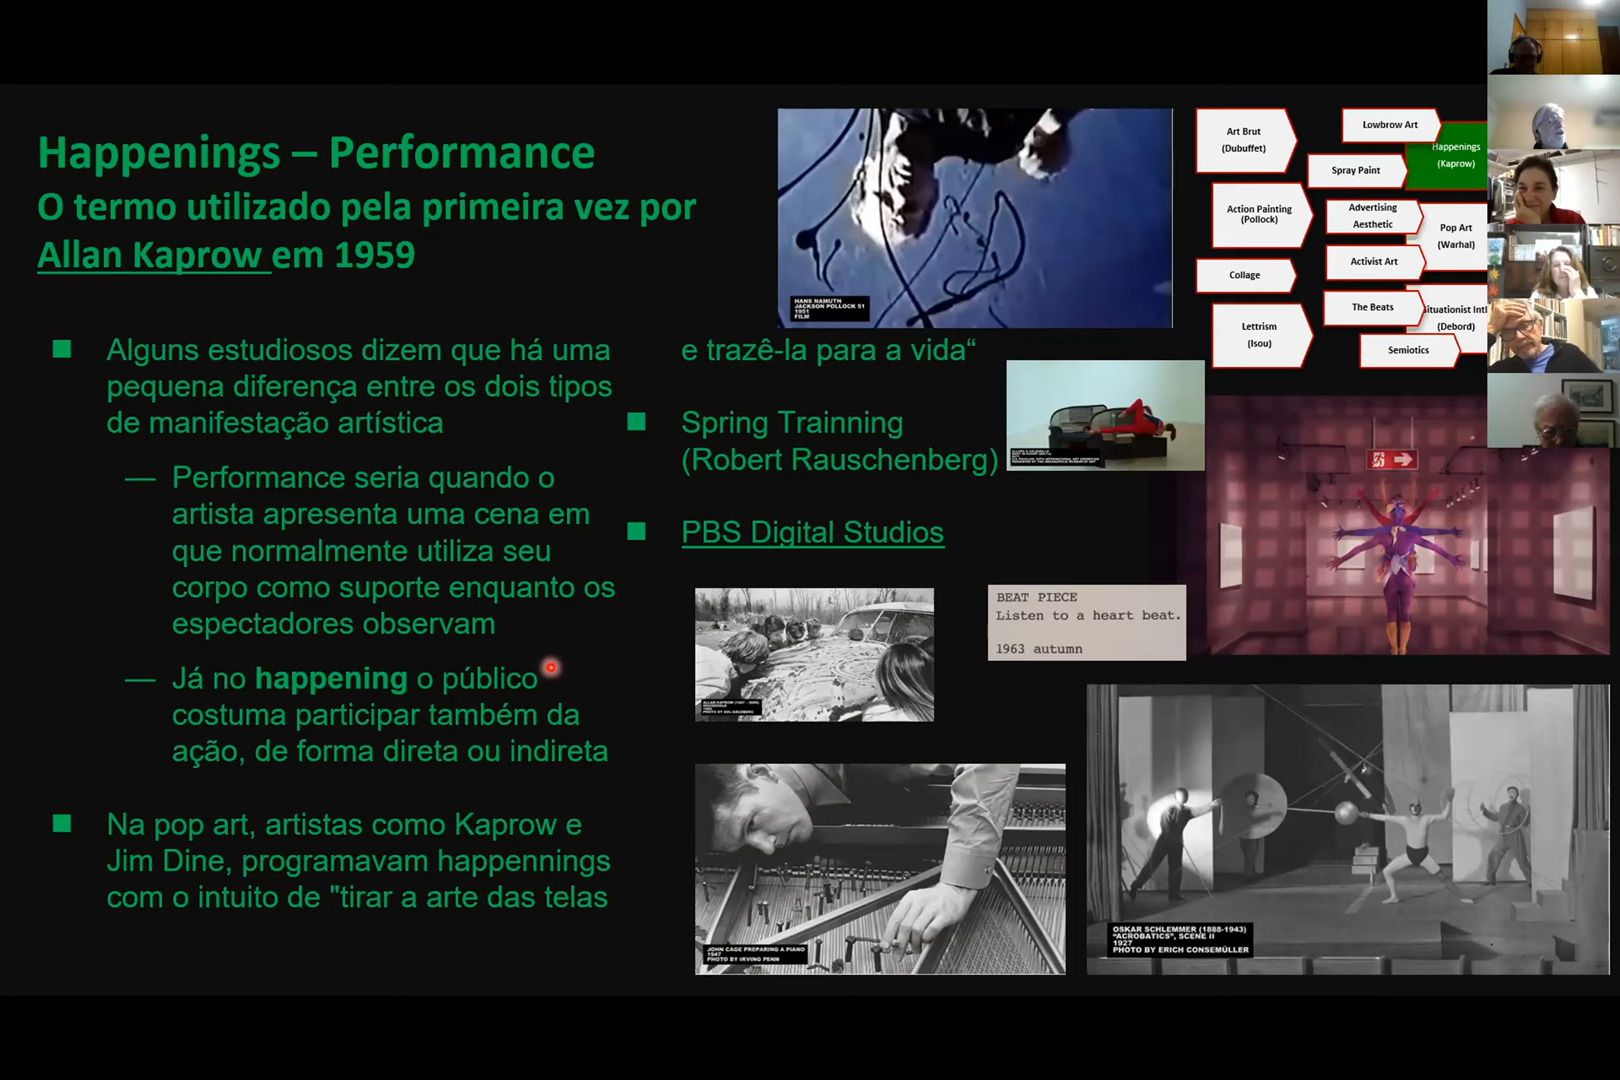 Happenings – Performance
O termo utilizado pela primeira vez por
Allan Kaprow em 1959
Alguns estudiosos dizem que há uma
pequena diferença entre os dois tipos
de manifestação artística
— Performance seria quando o
artista apresenta uma cena em
que normalmente utiliza seu
corpo como suporte enquanto os
espectadores observam
— Já no happening o público
costuma participar também da
ação, de forma direta ou indireta
Na pop art, artistas como Kaprow e
Jim Dine, programavam happennings
com o intuito de "tirar a arte das telas
e trazê-la para a vida“
Spring Trainning
(Robert Rauschenberg)
PBS Digital Studios
HANS NAMUTH
JACKSON POLLOCK 51
1951
FILM
Art Brut
(Dubuffet)
Action Painting
(Pollock)
Collage
Lettrism
(Isou)
Lowbrow Art
Spray Paint
Advertising
Aesthetic
Activist Art
The Beats
Semiotics
Happenings
(Kaprow)
Pop Art
(Warhal)
ituationist Int
(Debord)
BEAT PIECE
Listen to a heart beat.
1963 autumn
JOHN CAGE PREPARING A PIANO
1947
PHOTO BY IRVING PENN
OSKAR SCHLEMMER (1888-1943)
"ACROBATICS", SCENE II
1927
PHOTO BY ERICH CONSEMÜLLER